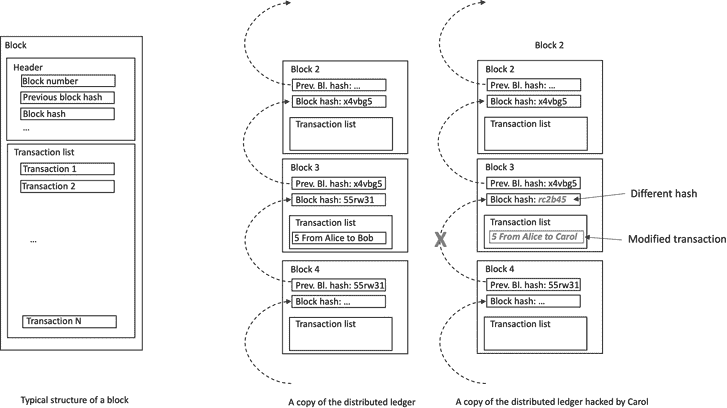 Block
Header
Block number
Previous block hash
Block hash
...
Transaction list
Transaction 1
Transaction 2
...
Transaction N
Typical structure of a block
Block 2
Prev. Bl. hash: ...
Block hash: x4vbg5
Transaction list
Block 3
Prev. Bl. hash: x4vbg5
Block hash: 55rw31
Transaction list
5 From Alice to Bob
Block 4
Prev. Bl. hash: 55rw31
Block hash: ...
Transaction list
A copy of the distributed ledger
Block 2
Block 2
Prev. Bl. hash: ...
Block hash: x4vbg5
Transaction list
Block 3
Prev. Bl. hash: x4vbg5
Block hash: rc2b45
Different hash
Transaction list
5 From Alice to Carol
Modified transaction
X
Block 4
Prev. Bl. hash: 55rw31
Block hash: ...
Transaction list
A copy of the distributed ledger hacked by Carol